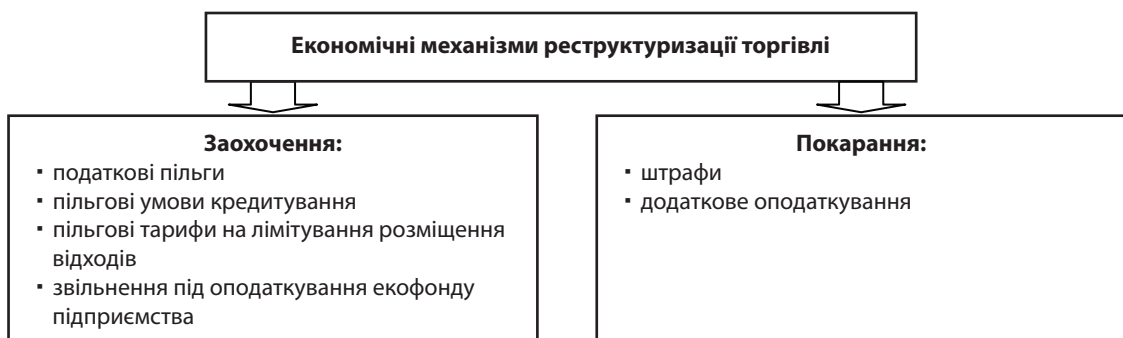 Економічні механізми реструктуризації торгівлі
Заохочення:
▪ податкові пільги
▪ пільгові умови кредитування
▪ пільгові тарифи на лімітування розміщення
відходів
▪ звільнення під оподаткування екофонду
підприємства
Покарання:
▪ штрафи
▪ додаткове оподаткування